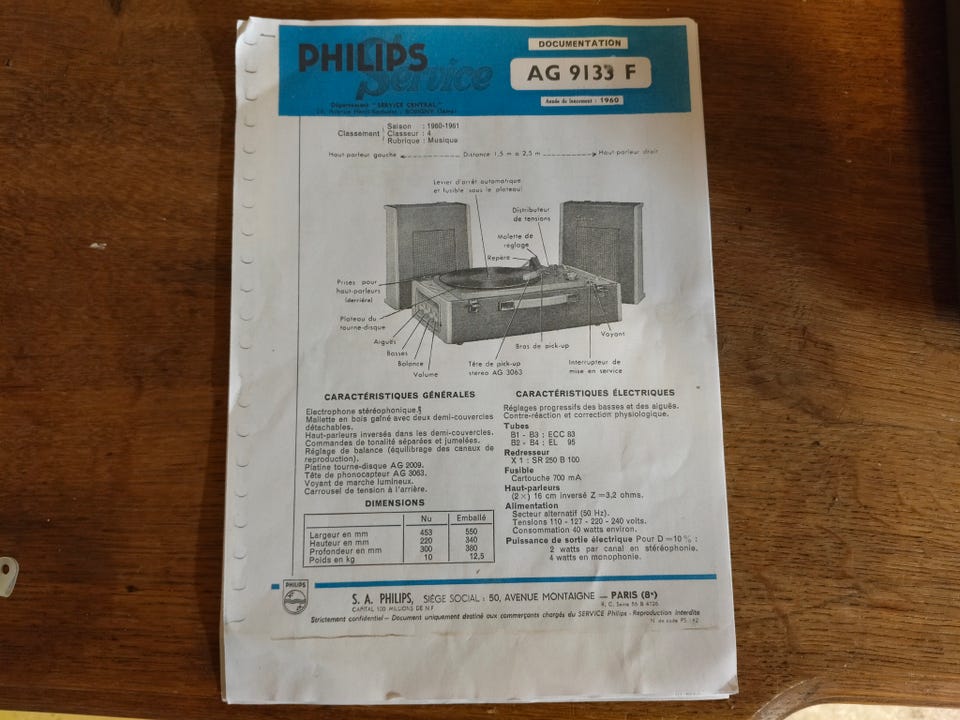 PHILIPS
Service
DOCUMENTATION
AG 9133 F
Année de lancement : 1960
Département "SERVICE CENTRAL"
Classement
Saison : 1960-1961
Classeur : 4
Rubrique : Musique
Haut-parleur gauche
Distance 1,5 m a 2,5 m
Haut-parleur droit
Levier d'arrêt automatique
et fusible (sous le plateau)
Distributeur
de tensions
Molette de
réglage
Repère
Prises pour
haut-parleurs
(derrière)
Plateau du
tourne-disque
Aiguës
Basses
Balance
Volume
Tête de pick-up
stéréo AG 3063
Bras de pick-up
Voyant
Interrupteur de
mise en service
CARACTÉRISTIQUES GÉNÉRALES
Electrophone stéréophonique.
Mallette en bois gaîné avec deux demi-couvercles
détachables.
Haut-parleurs inversés dans les demi-couvercles.
Commandes de tonalité séparées et jumelées.
Réglage de balance (équilibrage des canaux de
reproduction).
Platine tourne-disque AG 2009.
Tête de phonocapteur AG 3063.
Voyant de marche lumineux.
Carrousel de tension à l'arrière.
DIMENSIONS
Nu Emballé
Largeur en mm 453 550
Hauteur en mm 220 340
Profondeur en mm 300 380
Poids en kg 10 12,5
CARACTÉRISTIQUES ÉLECTRIQUES
Réglages progressifs des basses et des aiguës.
Contre-réaction et correction physiologique.
Tubes
B1 - B3 : ECC 83
B2 - B4 : EL 95
Redresseur
X 1 : SR 250 B 100
Fusible
Cartouche 700 mA
Haut-parleurs
(2 ×) 16 cm inversé Z = 3,2 ohms.
Alimentation
Secteur alternatif (50 Hz).
Tensions 110 - 127 - 220 - 240 volts.
Consommation 40 watts environ.
Puissance de sortie électrique Pour D = 10 % :
2 watts par canal en stéréophonie.
4 watts en monophonie.
PHILIPS
S. A. PHILIPS, SIÈGE SOCIAL : 50, AVENUE MONTAIGNE — PARIS (8e)
CAPITAL 100 MILLIONS DE N.F.
R. C. Seine 56 B 4126
Strictement confidentiel - Document uniquement destiné aux commerçants chargés du SERVICE Philips - Reproduction interdite